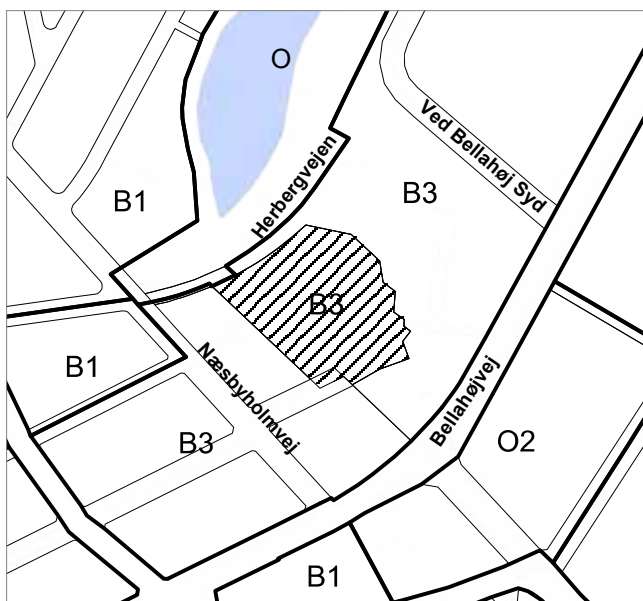 O
Ved Bellahøj Syd
Herbergvejen
B3
B1
B3
Næsbyholmvej
B1
Bellahøjvej
B3
O2
B1